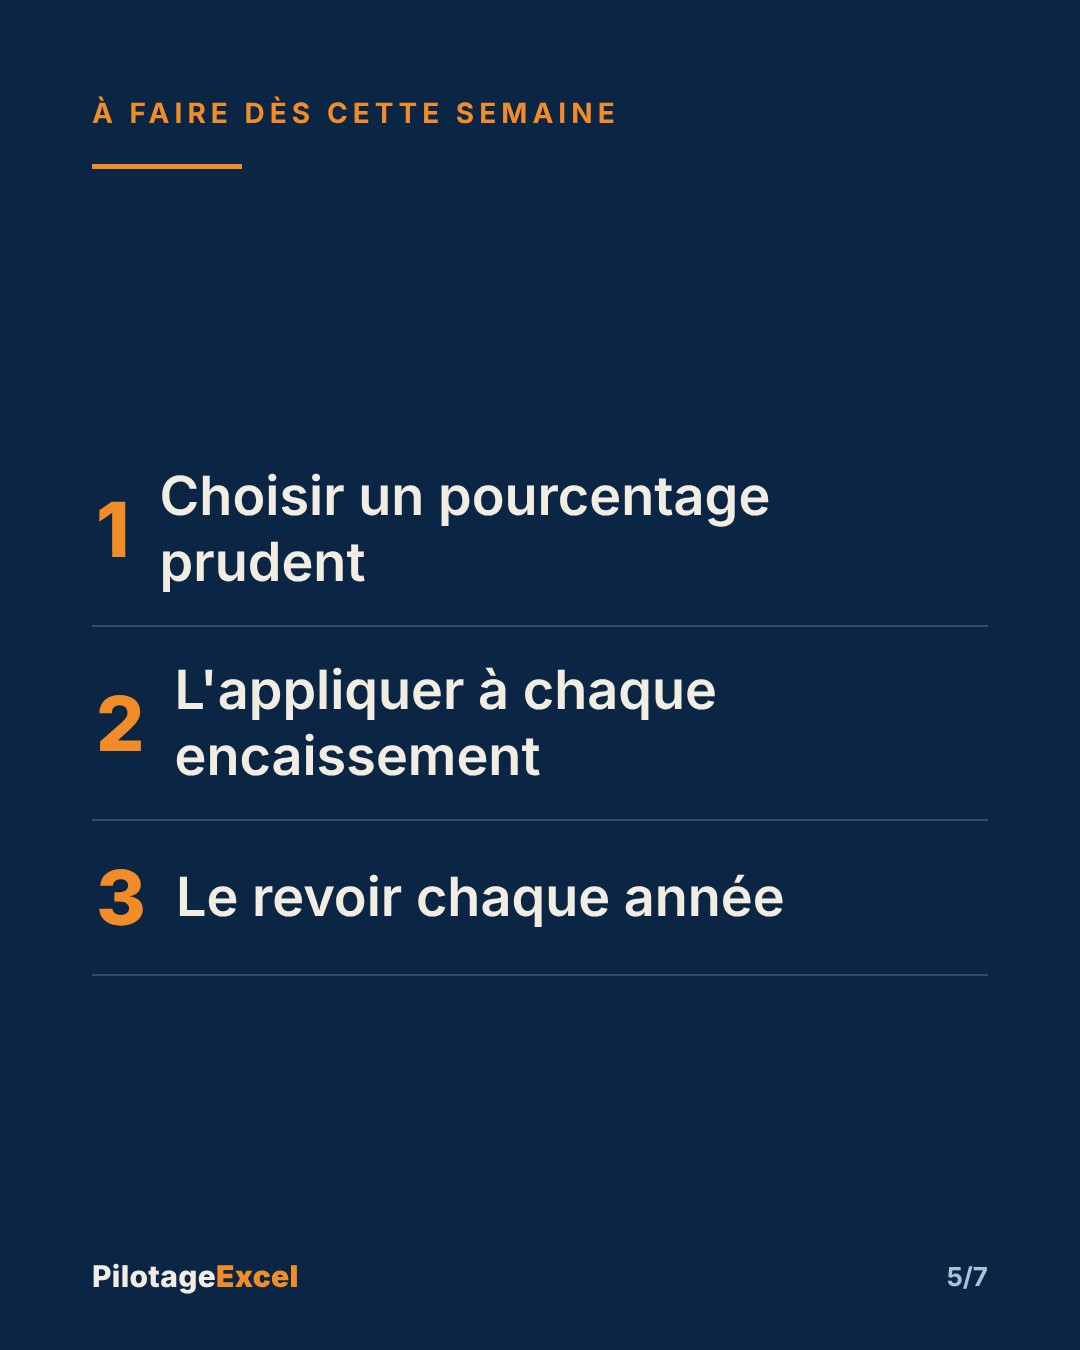 À FAIRE DÈS CETTE SEMAINE
1 Choisir un pourcentage
prudent
2 L'appliquer à chaque
encaissement
3 Le revoir chaque année
PilotageExcel
5/7